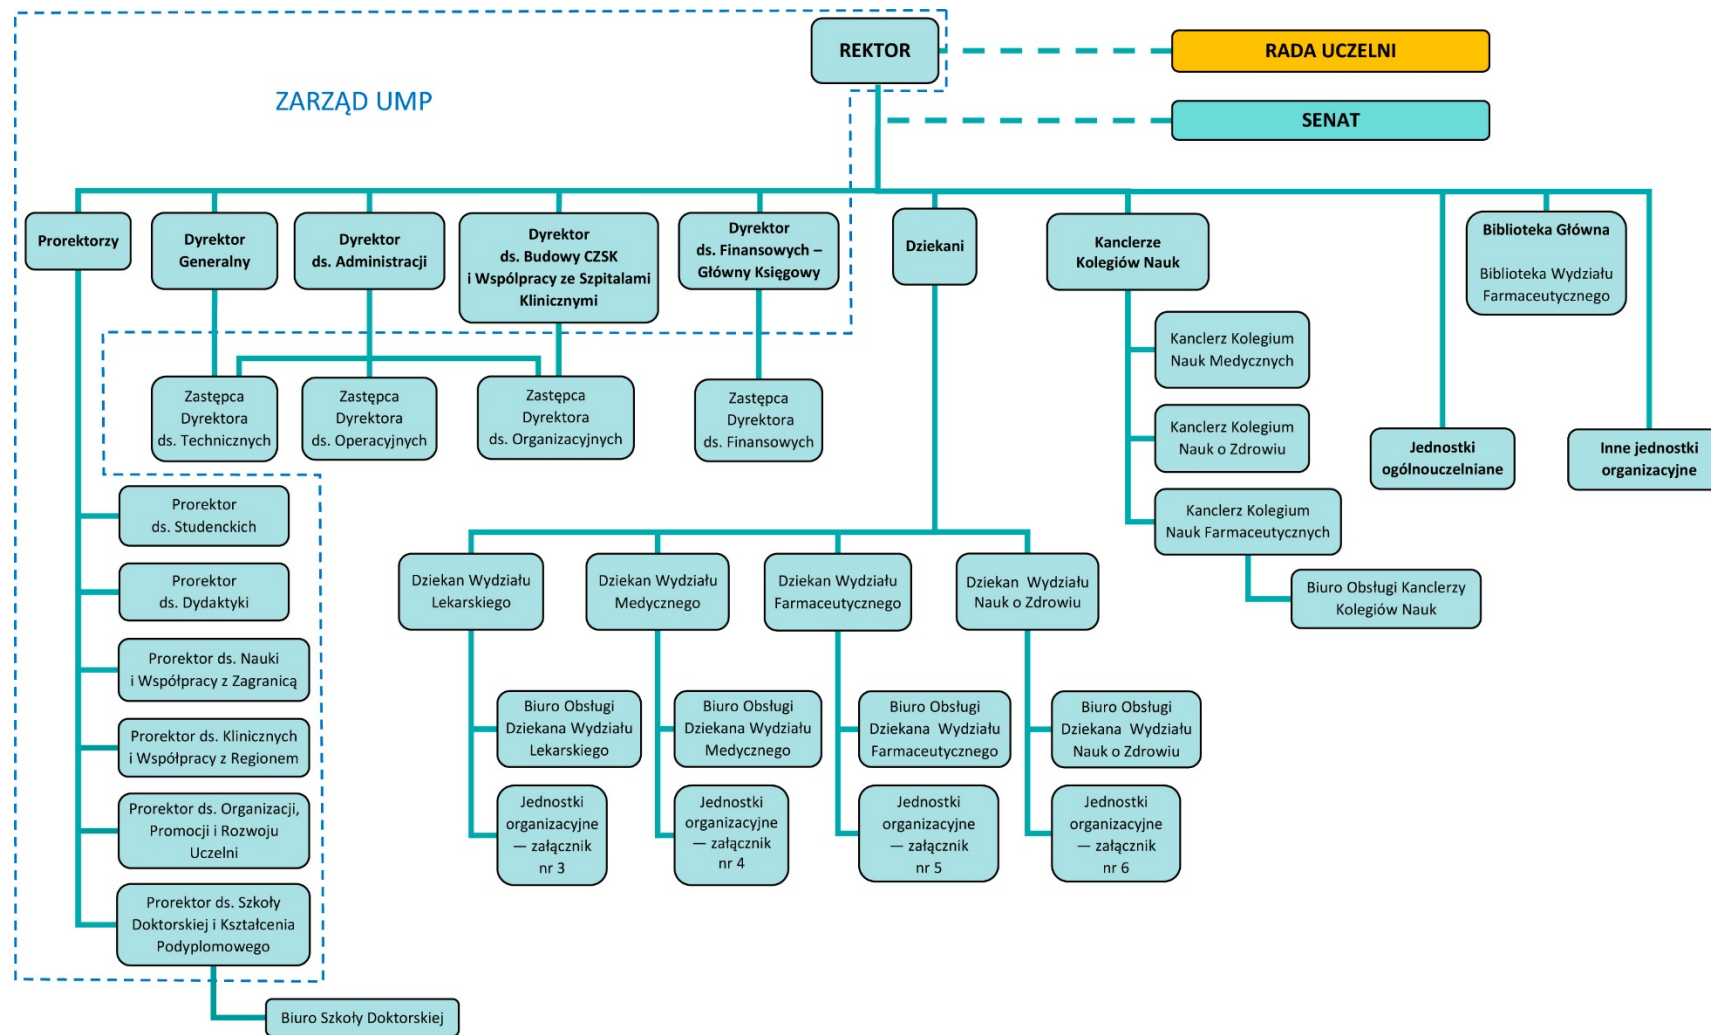 REKTOR
RADA UCZELNI
ZARZĄD UMP
SENAT
Prorektorzy
Dyrektor
Generalny
Dyrektor
ds. Administracji
Dyrektor
ds. Budowy CZSK
i Współpracy ze Szpitalami
Klinicznymi
Dyrektor
ds. Finansowych –
Główny Księgowy
Dziekani
Kanclerze
Kolegiów Nauk
Biblioteka Główna
Biblioteka Wydziału
Farmaceutycznego
Zastępca
Dyrektora
ds. Technicznych
Zastępca
Dyrektora
ds. Operacyjnych
Zastępca
Dyrektora
ds. Organizacyjnych
Zastępca
Dyrektora
ds. Finansowych
Kanclerz Kolegium
Nauk Medycznych
Kanclerz Kolegium
Nauk o Zdrowiu
Kanclerz Kolegium
Nauk Farmaceutycznych
Biuro Obsługi Kanclerzy
Kolegiów Nauk
Jednostki
ogólnouczelniane
Inne jednostki
organizacyjne
Prorektor
ds. Studenckich
Prorektor
ds. Dydaktyki
Prorektor ds. Nauki
i Współpracy z Zagranicą
Prorektor ds. Klinicznych
i Współpracy z Regionem
Prorektor ds. Organizacji,
Promocji i Rozwoju
Uczelni
Prorektor ds. Szkoły
Doktorskiej i Kształcenia
Podyplomowego
Biuro Szkoły Doktorskiej
Dziekan Wydziału
Lekarskiego
Dziekan Wydziału
Medycznego
Dziekan Wydziału
Farmaceutycznego
Dziekan Wydziału
Nauk o Zdrowiu
Biuro Obsługi
Dziekana Wydziału
Lekarskiego
Biuro Obsługi
Dziekana Wydziału
Medycznego
Biuro Obsługi
Dziekana Wydziału
Farmaceutycznego
Biuro Obsługi
Dziekana Wydziału
Nauk o Zdrowiu
Jednostki
organizacyjne
— załącznik
nr 3
Jednostki
organizacyjne
— załącznik
nr 4
Jednostki
organizacyjne
— załącznik
nr 5
Jednostki
organizacyjne
— załącznik
nr 6